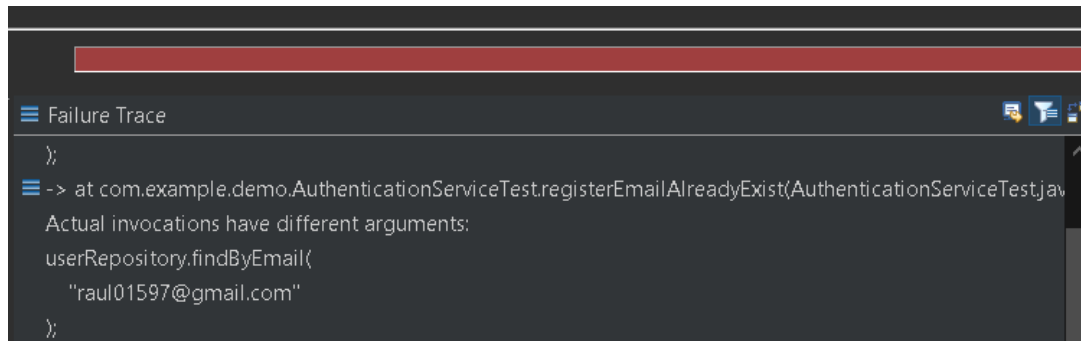 Failure Trace
);
-> at com.example.demo.AuthenticationServiceTest.registerEmailAlreadyExist(AuthenticationServiceTest.jav
Actual invocations have different arguments:
userRepository.findByEmail(
"raul01597@gmail.com"
);